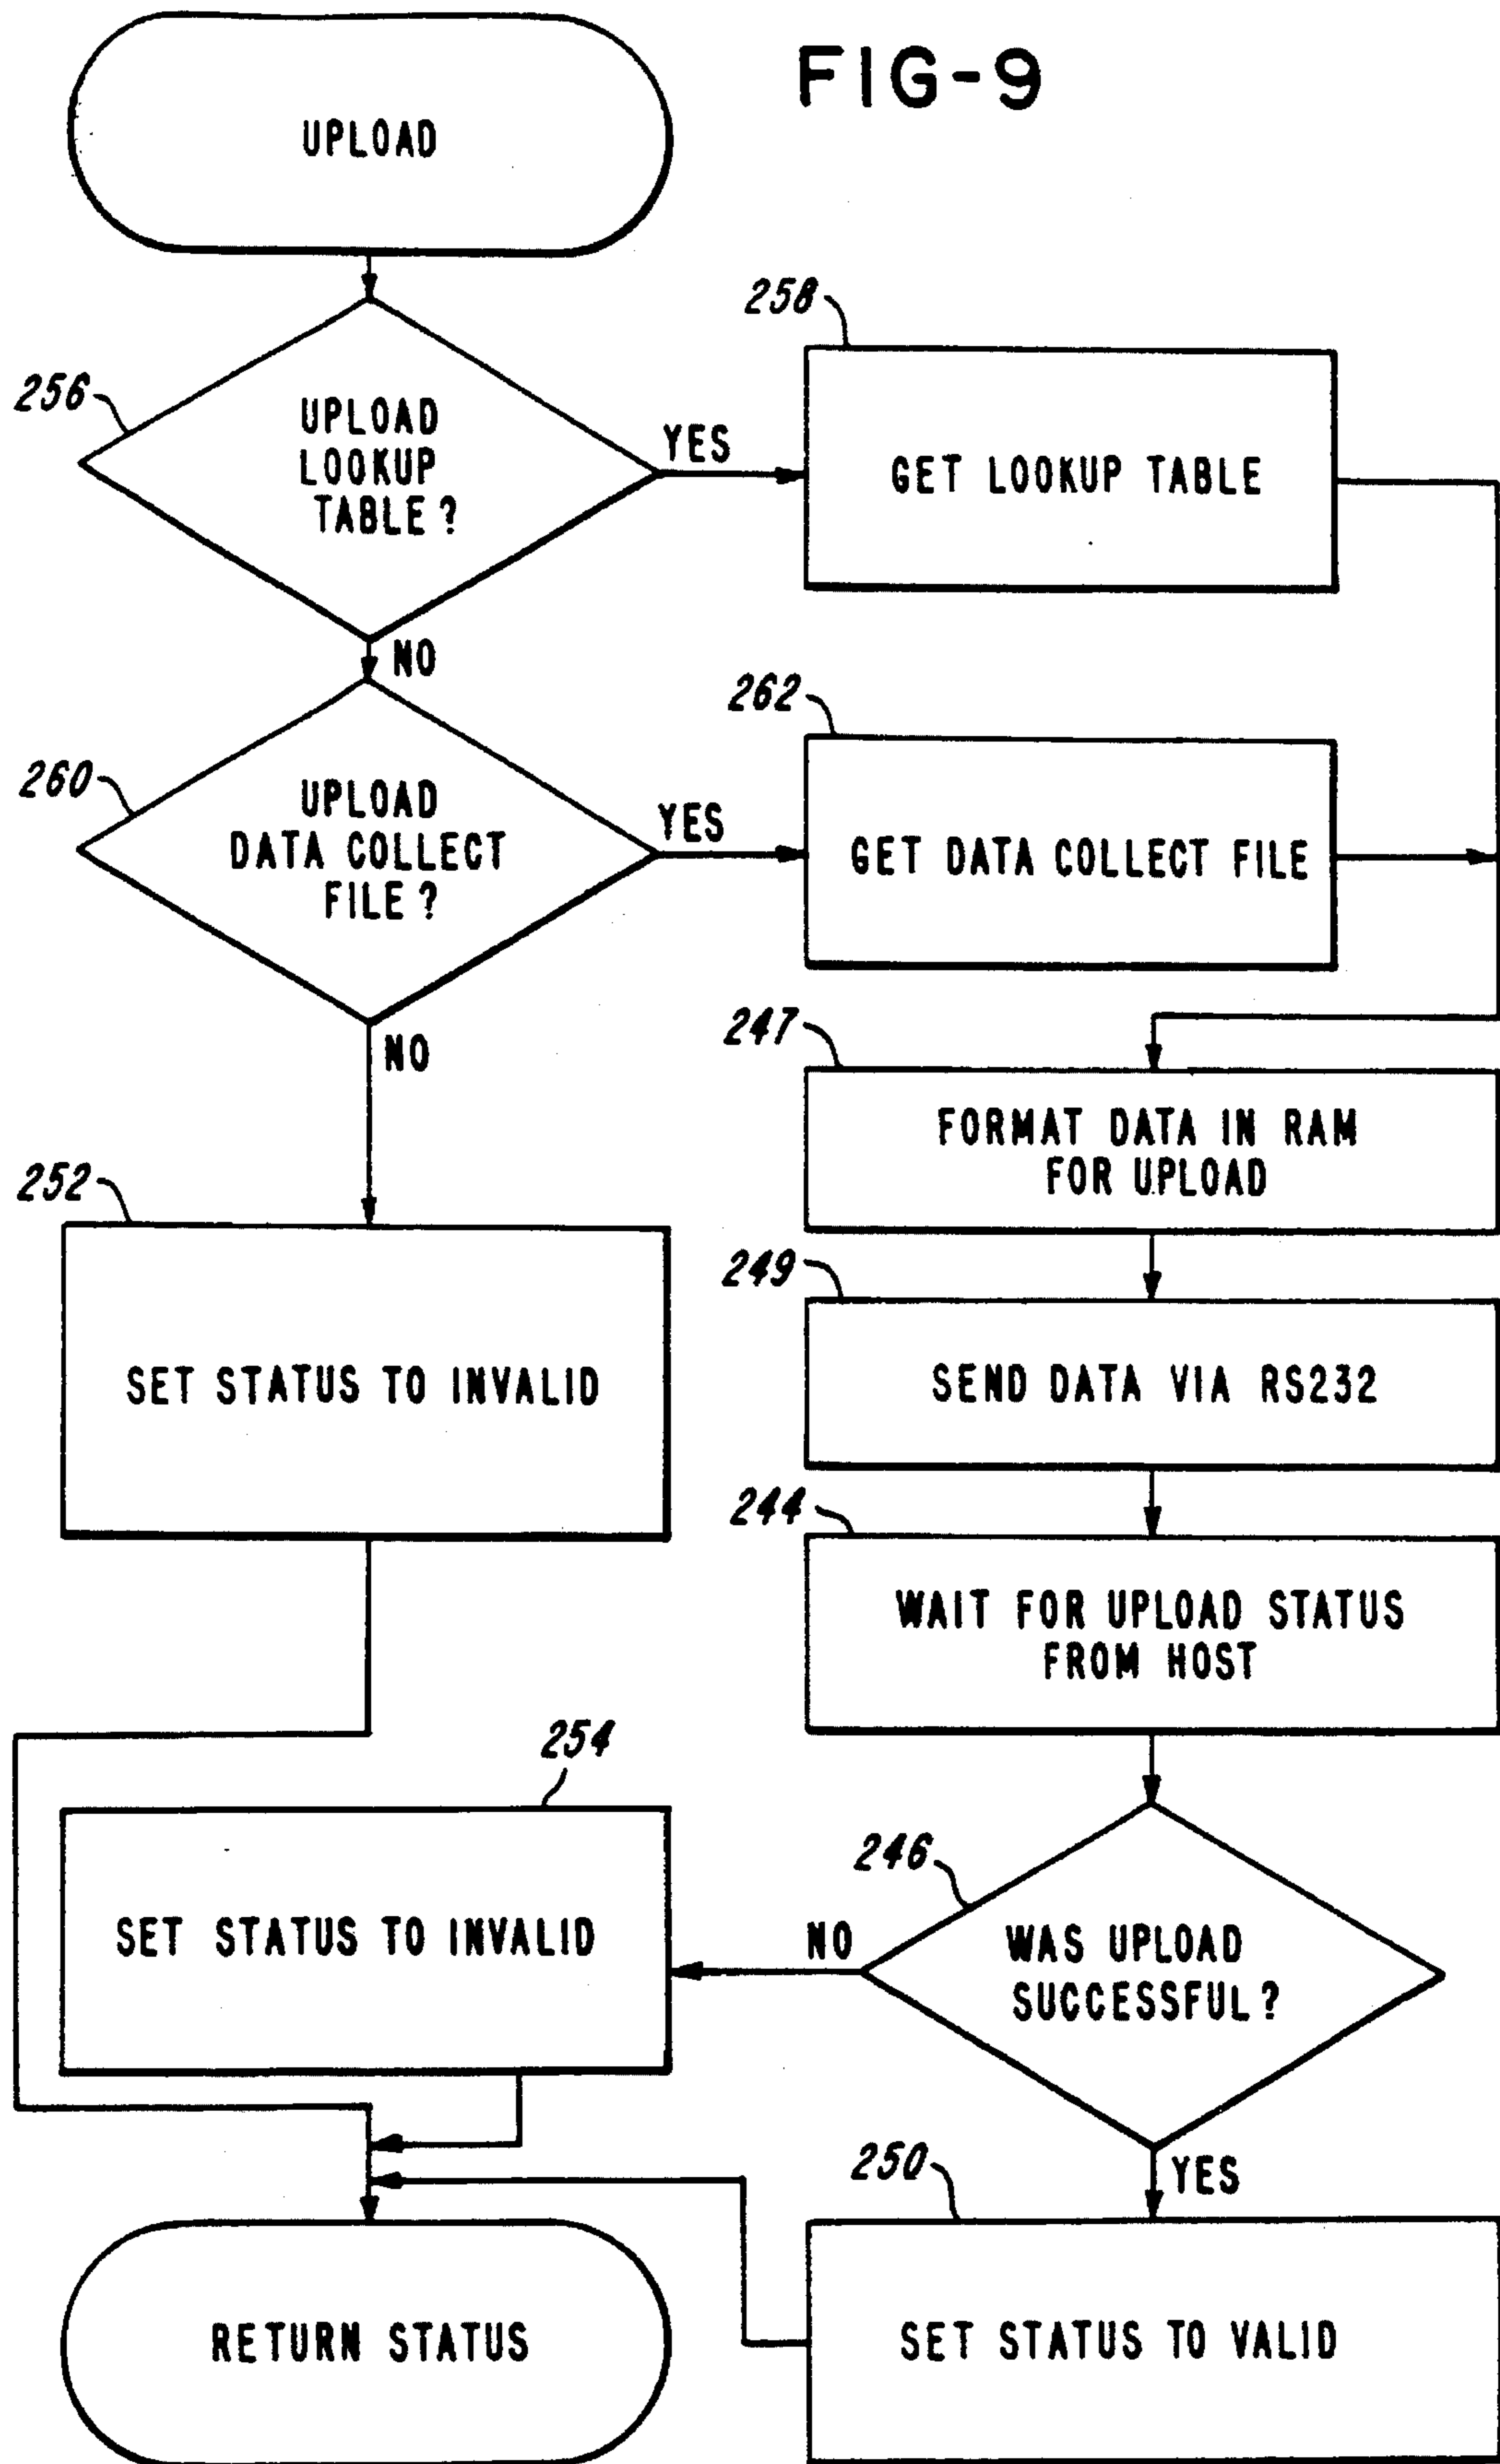 FIG-9
UPLOAD
256
UPLOAD
LOOKUP
TABLE?
YES
258
GET LOOKUP TABLE
NO
260
UPLOAD
DATA COLLECT
FILE?
YES
262
GET DATA COLLECT FILE
NO
247
FORMAT DATA IN RAM
FOR UPLOAD
252
SET STATUS TO INVALID
249
SEND DATA VIA RS232
244
WAIT FOR UPLOAD STATUS
FROM HOST
254
SET STATUS TO INVALID
246
WAS UPLOAD
SUCCESSFUL?
NO
YES
250
SET STATUS TO VALID
RETURN STATUS